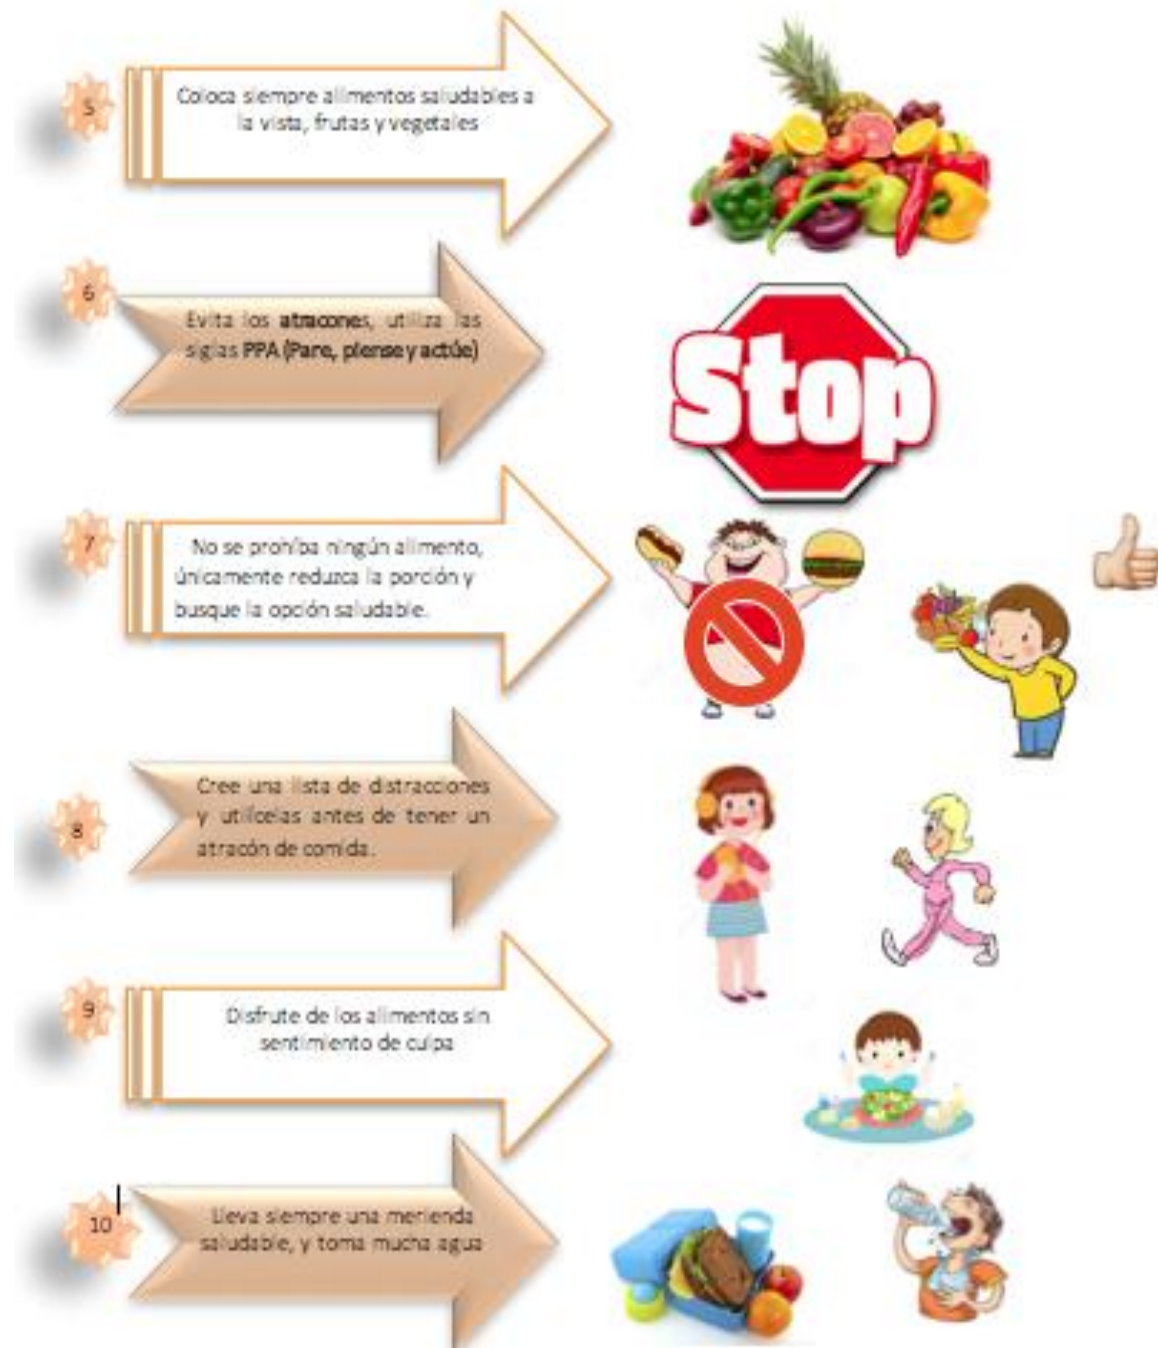 5
Coloca siempre alimentos saludables a
la vista, frutas y vegetales
6
Evita los atracones, utiliza las
siglas PPA (Pare, piense y actúe)
Stop
7
No se prohíba ningún alimento,
únicamente reduzca la porción y
busque la opción saludable.
8
Cree una lista de distracciones
y utilícelas antes de tener un
atracón de comida.
9
Disfrute de los alimentos sin
sentimiento de culpa
10
Lleva siempre una merienda
saludable, y toma mucha agua